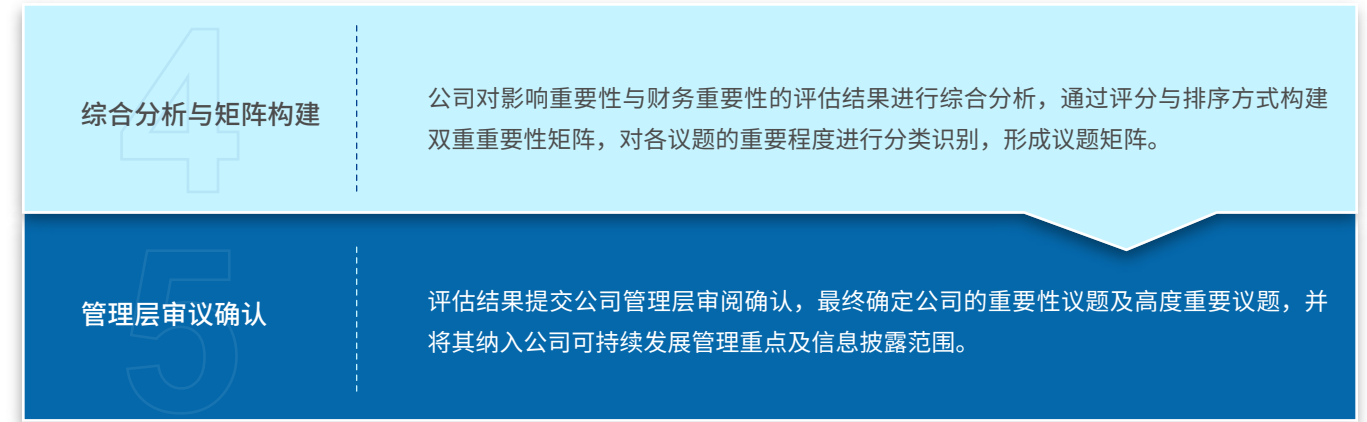 4
综合分析与矩阵构建
公司对影响重要性与财务重要性的评估结果进行综合分析，通过评分与排序方式构建
双重重要性矩阵，对各议题的重要程度进行分类识别，形成议题矩阵。
5
管理层审议确认
评估结果提交公司管理层审阅确认，最终确定公司的重要性议题及高度重要议题，并
将其纳入公司可持续发展管理重点及信息披露范围。